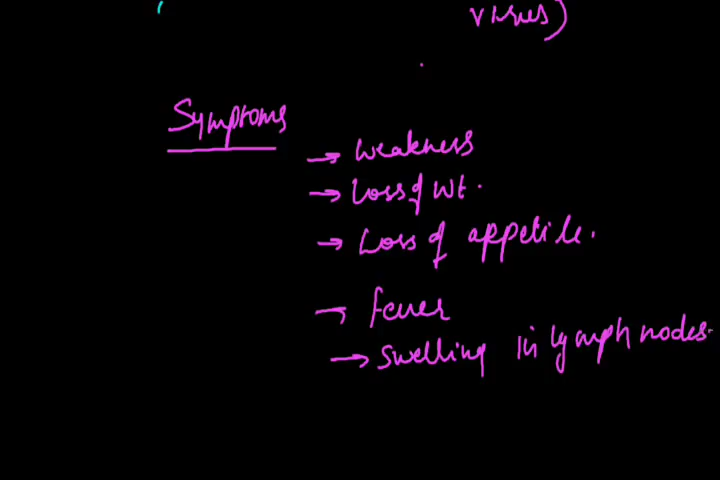 virus)
Symptoms
→ weakness
→ Loss of Wt.
→ Loss of appetite.
→ fever
→ swelling in lymph nodes.